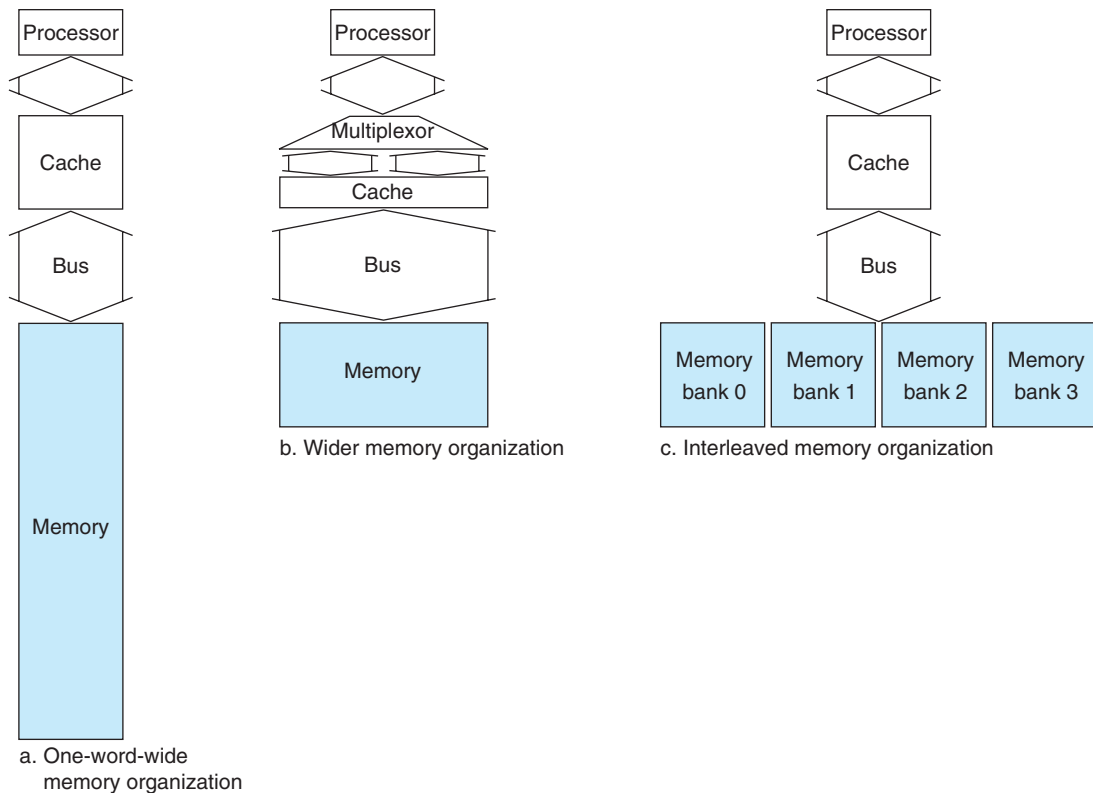 Processor
Cache
Bus
Memory
a. One-word-wide
memory organization
Processor
Multiplexor
Cache
Bus
Memory
b. Wider memory organization
Processor
Cache
Bus
Memory
bank 0
Memory
bank 1
Memory
bank 2
Memory
bank 3
c. Interleaved memory organization